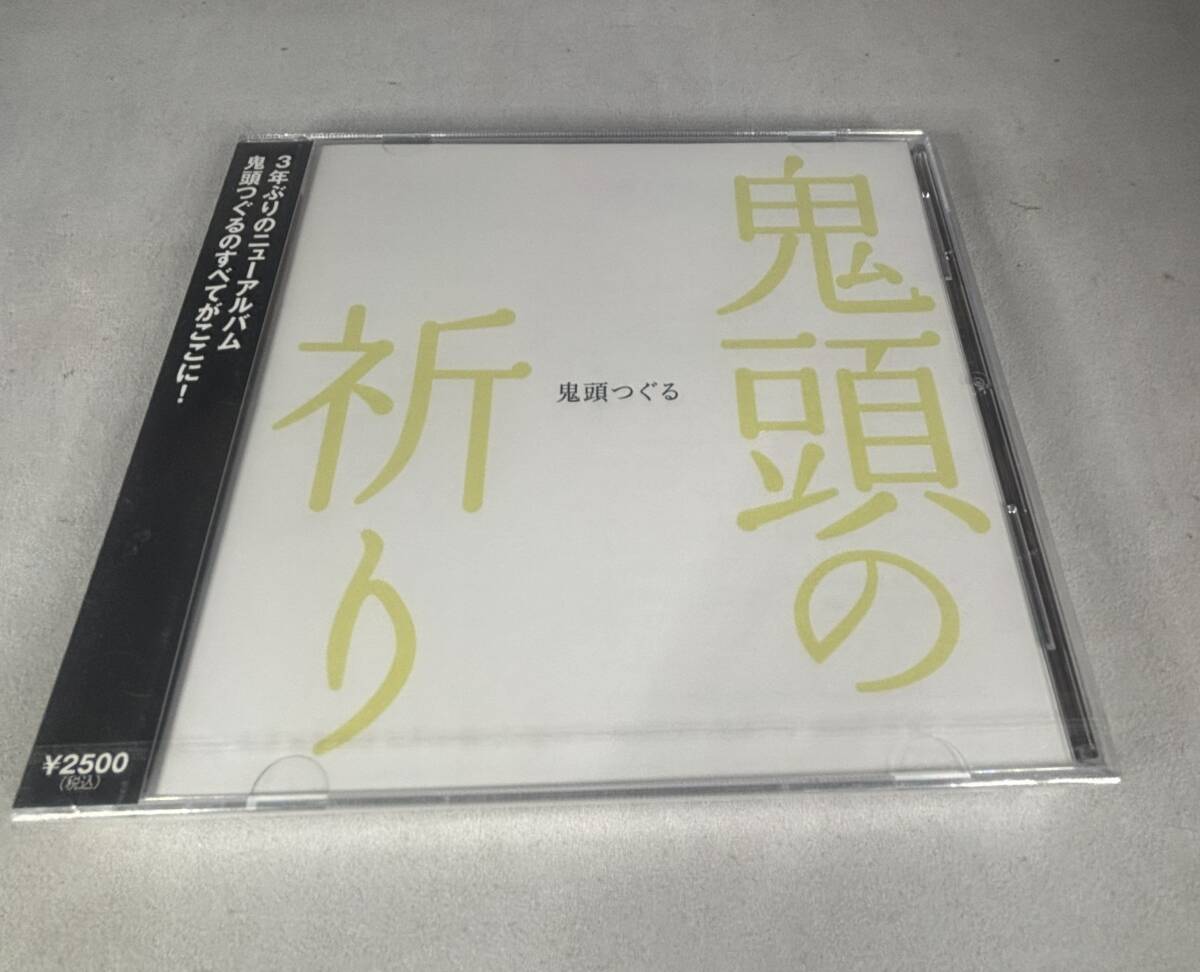 3年ぶりのニューアルバム
鬼頭つぐるのすべてがここに!
¥2500
(税込)
鬼頭の
祈り
鬼頭つぐる